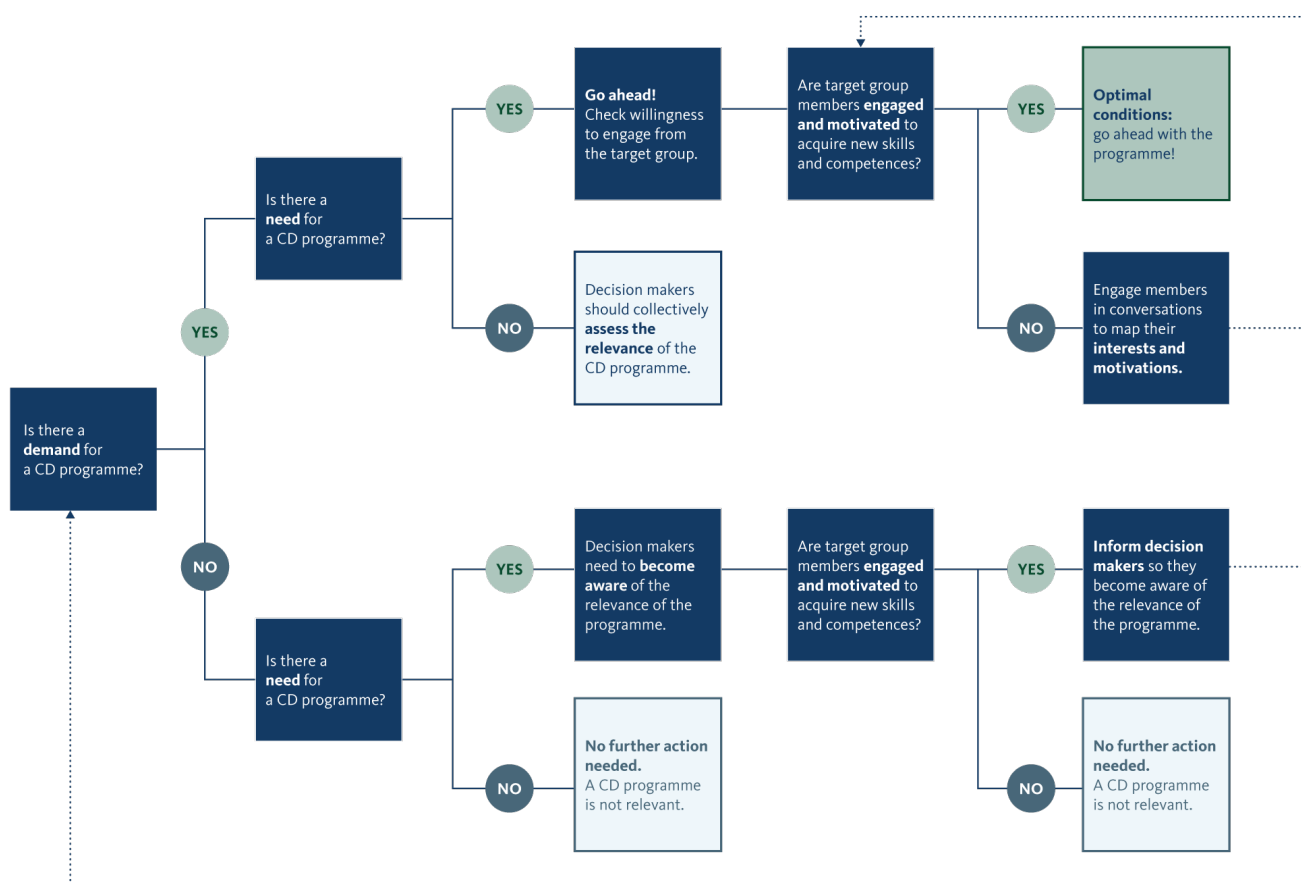 Is there a
demand for
a CD programme?
YES
Is there a
need for
a CD programme?
YES
Go ahead!
Check willingness
to engage from
the target group.
Are target group
members engaged
and motivated to
acquire new skills
and competences?
YES
Optimal
conditions:
go ahead with the
programme!
NO
Engage members
in conversations
to map their
interests and
motivations.
NO
Decision makers
should collectively
assess the
relevance of the
CD programme.
NO
Is there a
need for
a CD programme?
YES
Decision makers
need to become
aware of the
relevance of the
programme.
Are target group
members engaged
and motivated to
acquire new skills
and competences?
YES
Inform decision
makers so they
become aware of
the relevance of
the programme.
NO
No further action
needed.
A CD programme
is not relevant.
NO
No further action
needed.
A CD programme
is not relevant.